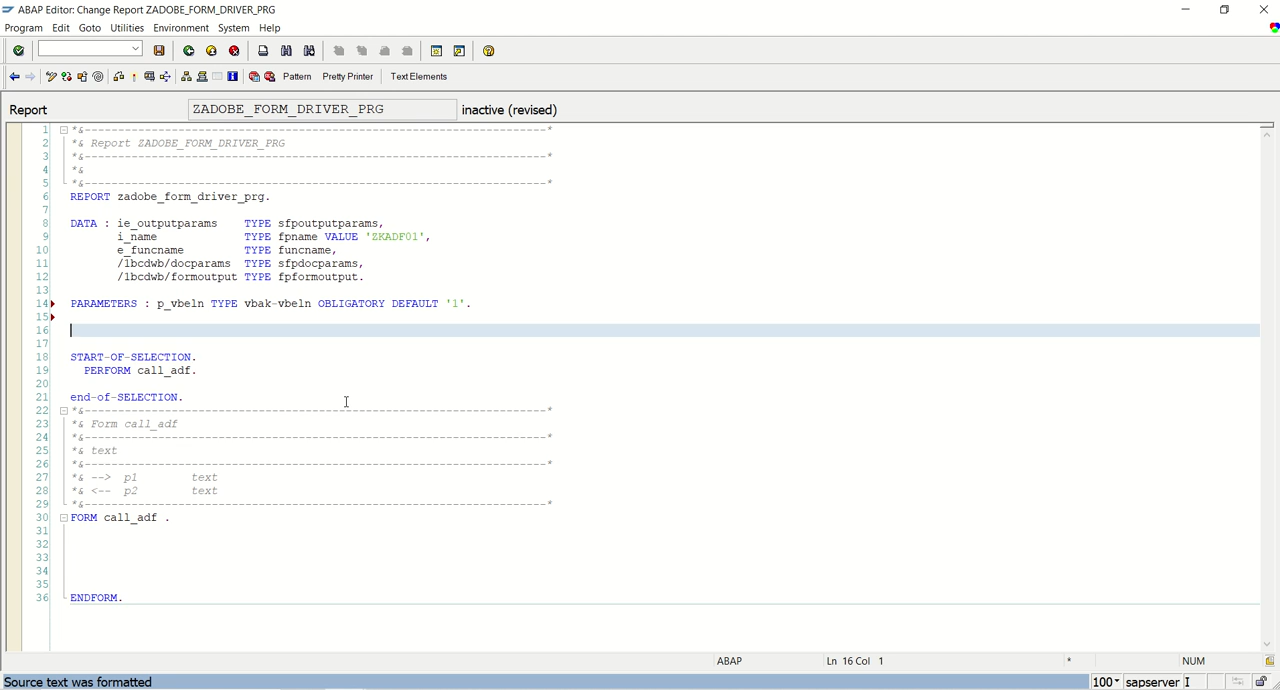 ABAP Editor: Change Report ZADOBE_FORM_DRIVER_PRG
Program Edit Goto Utilities Environment System Help
Pattern Pretty Printer Text Elements
Report ZADOBE_FORM_DRIVER_PRG inactive (revised)
1 *&---------------------------------------------------------------------*
2 *& Report ZADOBE_FORM_DRIVER_PRG
3 *&---------------------------------------------------------------------*
4 *&
5 *&---------------------------------------------------------------------*
6 REPORT zadobe_form_driver_prg.
7
8 DATA : ie_outputparams TYPE sfpoutputparams,
9 i_name TYPE fpname VALUE 'ZKADF01',
10 e_funcname TYPE funcname,
11 /1bcdwb/docparams TYPE sfpdocparams,
12 /1bcdwb/formoutput TYPE fpformoutput.
13
14 PARAMETERS : p_vbeln TYPE vbak-vbeln OBLIGATORY DEFAULT '1'.
15
16
17
18 START-OF-SELECTION.
19 PERFORM call_adf.
20
21 end-of-SELECTION.
22 *&---------------------------------------------------------------------*
23 *& Form call_adf
24 *&---------------------------------------------------------------------*
25 *& text
26 *&---------------------------------------------------------------------*
27 *& --> p1 text
28 *& <-- p2 text
29 *&---------------------------------------------------------------------*
30 FORM call_adf .
31
32
33
34
35
36 ENDFORM.
ABAP Ln 16 Col 1 * NUM
Source text was formatted 100 sapserver I